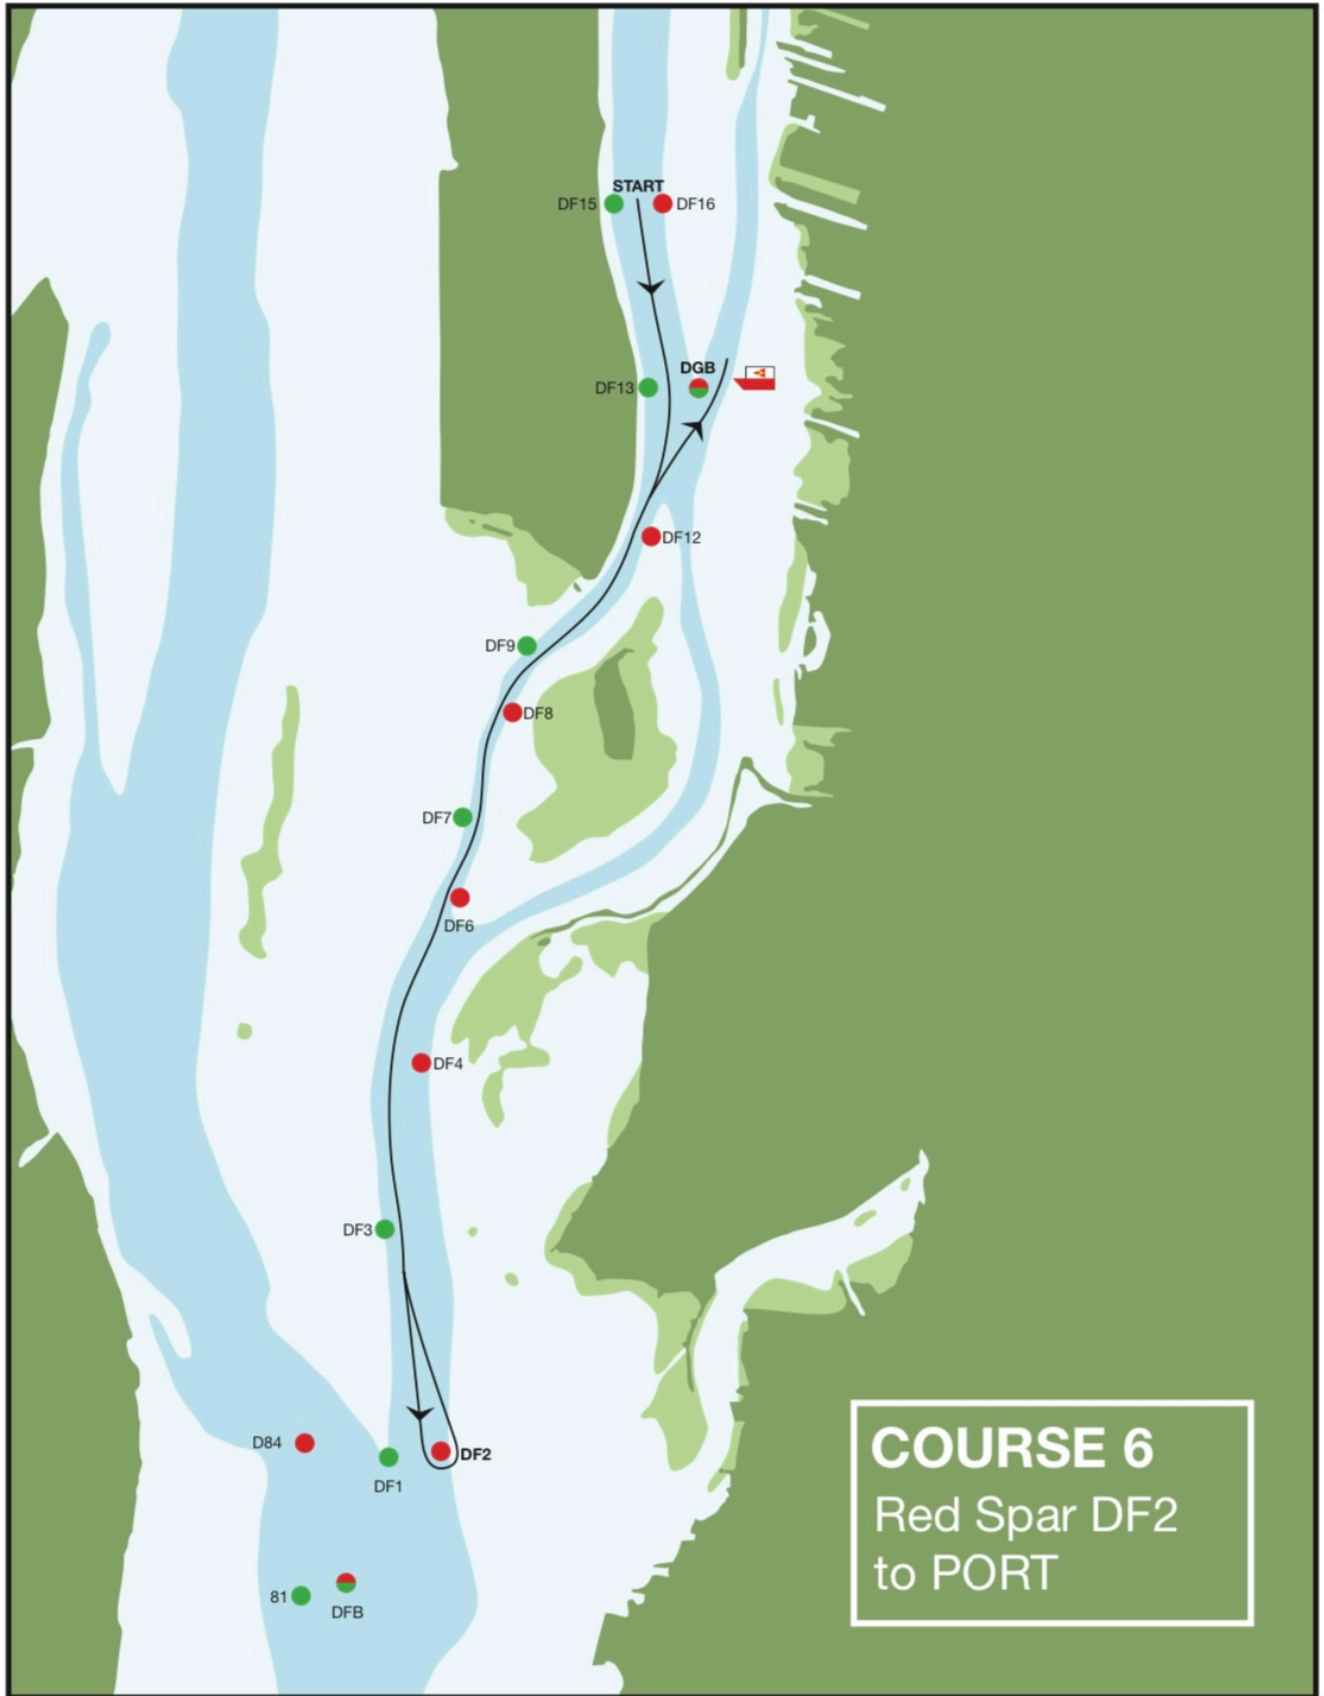 START
DF15
DF16
DGB
DF13
DF12
DF9
DF8
DF7
DF6
DF4
DF3
D84
DF2
DF1
81
DFB
COURSE 6
Red Spar DF2
to PORT